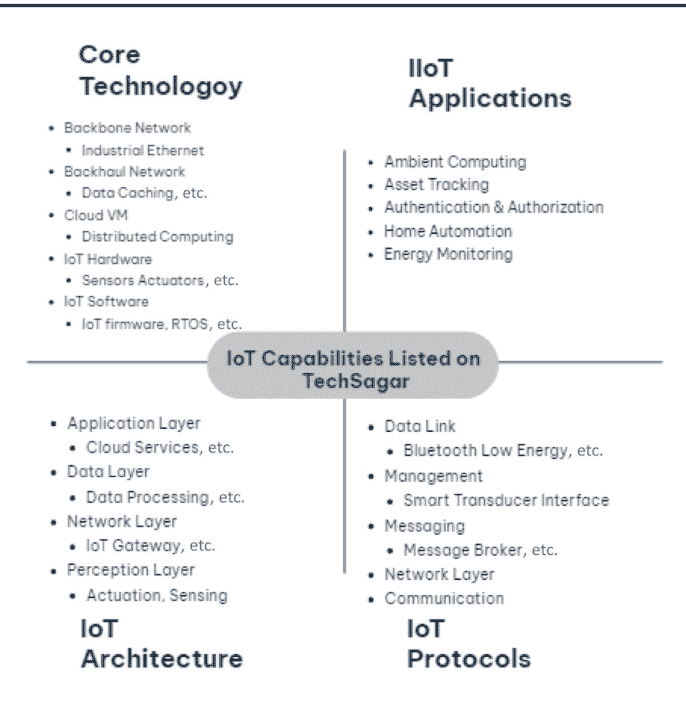 Core
Technologoy
• Backbone Network
• Industrial Ethernet
• Backhaul Network
• Data Caching, etc.
• Cloud VM
• Distributed Computing
• IoT Hardware
• Sensors Actuators, etc.
• IoT Software
• IoT firmware, RTOS, etc.
IIoT
Applications
• Ambient Computing
• Asset Tracking
• Authentication & Authorization
• Home Automation
• Energy Monitoring
IoT Capabilities Listed on
TechSagar
• Application Layer
• Cloud Services, etc.
• Data Layer
• Data Processing, etc.
• Network Layer
• IoT Gateway, etc.
• Perception Layer
• Actuation, Sensing
IoT
Architecture
• Data Link
• Bluetooth Low Energy, etc.
• Management
• Smart Transducer Interface
• Messaging
• Message Broker, etc.
• Network Layer
• Communication
IoT
Protocols